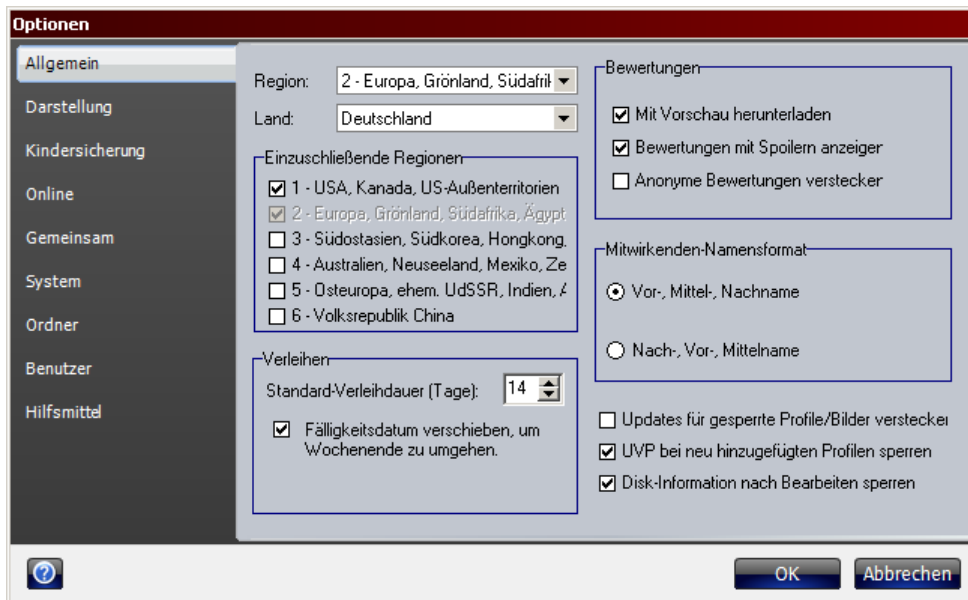 Optionen
Allgemein
Darstellung
Kindersicherung
Online
Gemeinsam
System
Ordner
Benutzer
Hilfsmittel
Region: 2 - Europa, Grönland, Südafrik
Land: Deutschland
Einzuschließende Regionen
1 - USA, Kanada, US-Außenterritorien
2 - Europa, Grönland, Südafrika, Ägypt
3 - Südostasien, Südkorea, Hongkong,
4 - Australien, Neuseeland, Mexiko, Ze
5 - Osteuropa, ehem. UdSSR, Indien, A
6 - Volksrepublik China
Verleihen
Standard-Verleihdauer (Tage): 14
Fälligkeitsdatum verschieben, um
Wochenende zu umgehen.
Bewertungen
Mit Vorschau herunterladen
Bewertungen mit Spoilern anzeiger
Anonyme Bewertungen verstecker
Mitwirkenden-Namensformat
Vor-, Mittel-, Nachname
Nach-, Vor-, Mittelname
Updates für gesperrte Profile/Bilder verstecker
UVP bei neu hinzugefügten Profilen sperren
Disk-Information nach Bearbeiten sperren
?
OK
Abbrechen